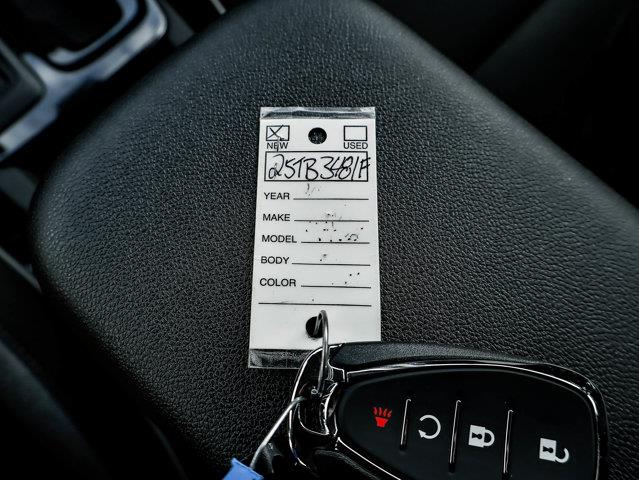 NEW USED
25TB3481F
YEAR
MAKE
MODEL
BODY
COLOR